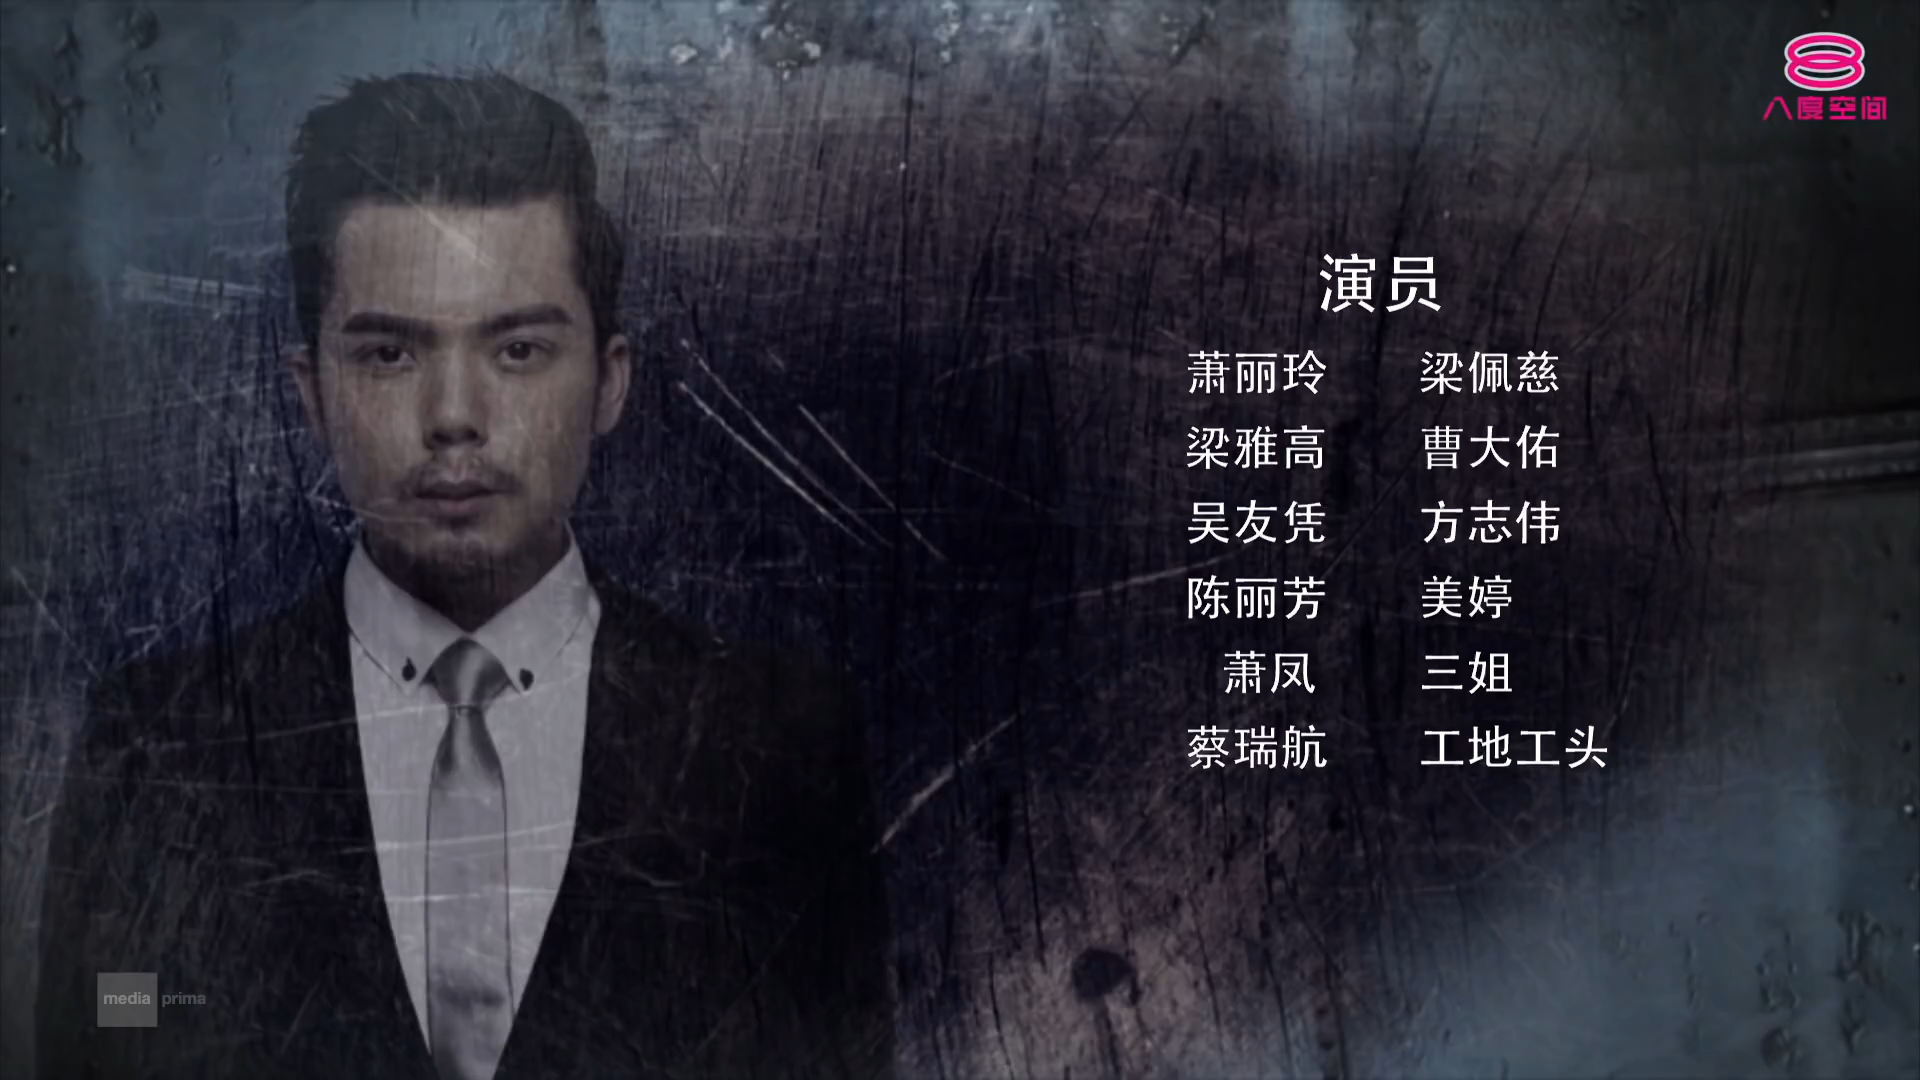 八度空间
演员
萧丽玲 梁佩慈
梁雅高 曹大佑
吴友凭 方志伟
陈丽芳 美婷
萧凤 三姐
蔡瑞航 工地工头
media prima